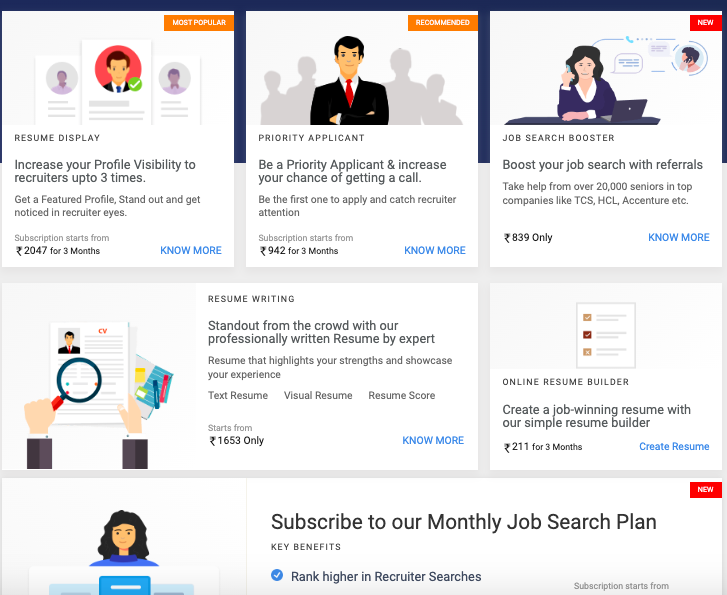 MOST POPULAR
RESUME DISPLAY
Increase your Profile Visibility to
recruiters upto 3 times.
Get a Featured Profile, Stand out and get
noticed in recruiter eyes.
Subscription starts from
₹ 2047 for 3 Months
KNOW MORE
RECOMMENDED
PRIORITY APPLICANT
Be a Priority Applicant & increase
your chance of getting a call.
Be the first one to apply and catch recruiter
attention
Subscription starts from
₹ 942 for 3 Months
KNOW MORE
NEW
JOB SEARCH BOOSTER
Boost your job search with referrals
Take help from over 20,000 seniors in top
companies like TCS, HCL, Accenture etc.
₹ 839 Only
KNOW MORE
CV
RESUME WRITING
Standout from the crowd with our
professionally written Resume by expert
Resume that highlights your strengths and showcase
your experience
Text Resume Visual Resume Resume Score
Starts from
₹ 1653 Only
KNOW MORE
ONLINE RESUME BUILDER
Create a job-winning resume with
our simple resume builder
₹ 211 for 3 Months
Create Resume
NEW
Subscribe to our Monthly Job Search Plan
KEY BENEFITS
Rank higher in Recruiter Searches
Subscription starts from